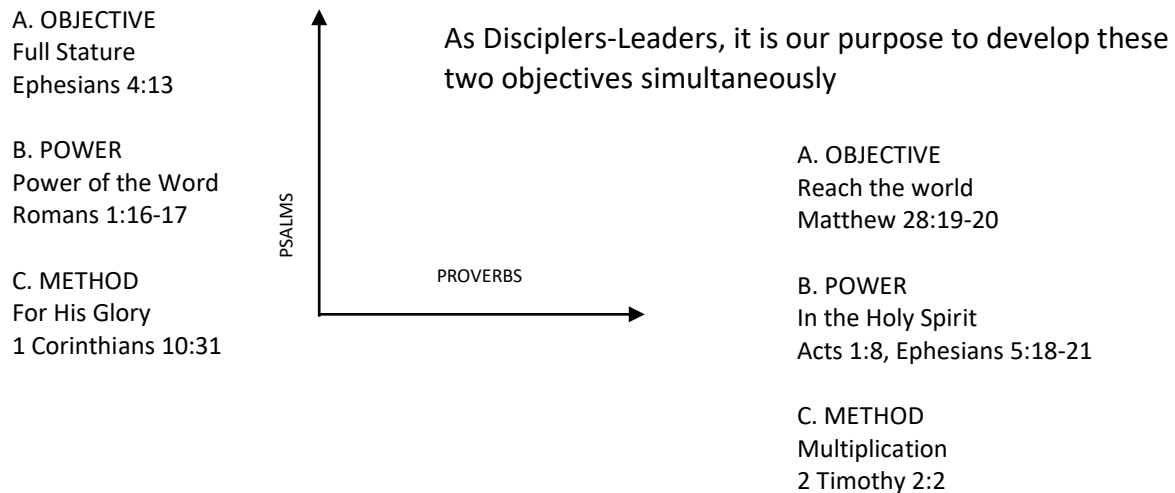 A. OBJECTIVE
Full Stature
Ephesians 4:13
B. POWER
Power of the Word
Romans 1:16-17
C. METHOD
For His Glory
1 Corinthians 10:31
PSALMS
PROVERBS
As Disciplers-Leaders, it is our purpose to develop these
two objectives simultaneously
A. OBJECTIVE
Reach the world
Matthew 28:19-20
B. POWER
In the Holy Spirit
Acts 1:8, Ephesians 5:18-21
C. METHOD
Multiplication
2 Timothy 2:2